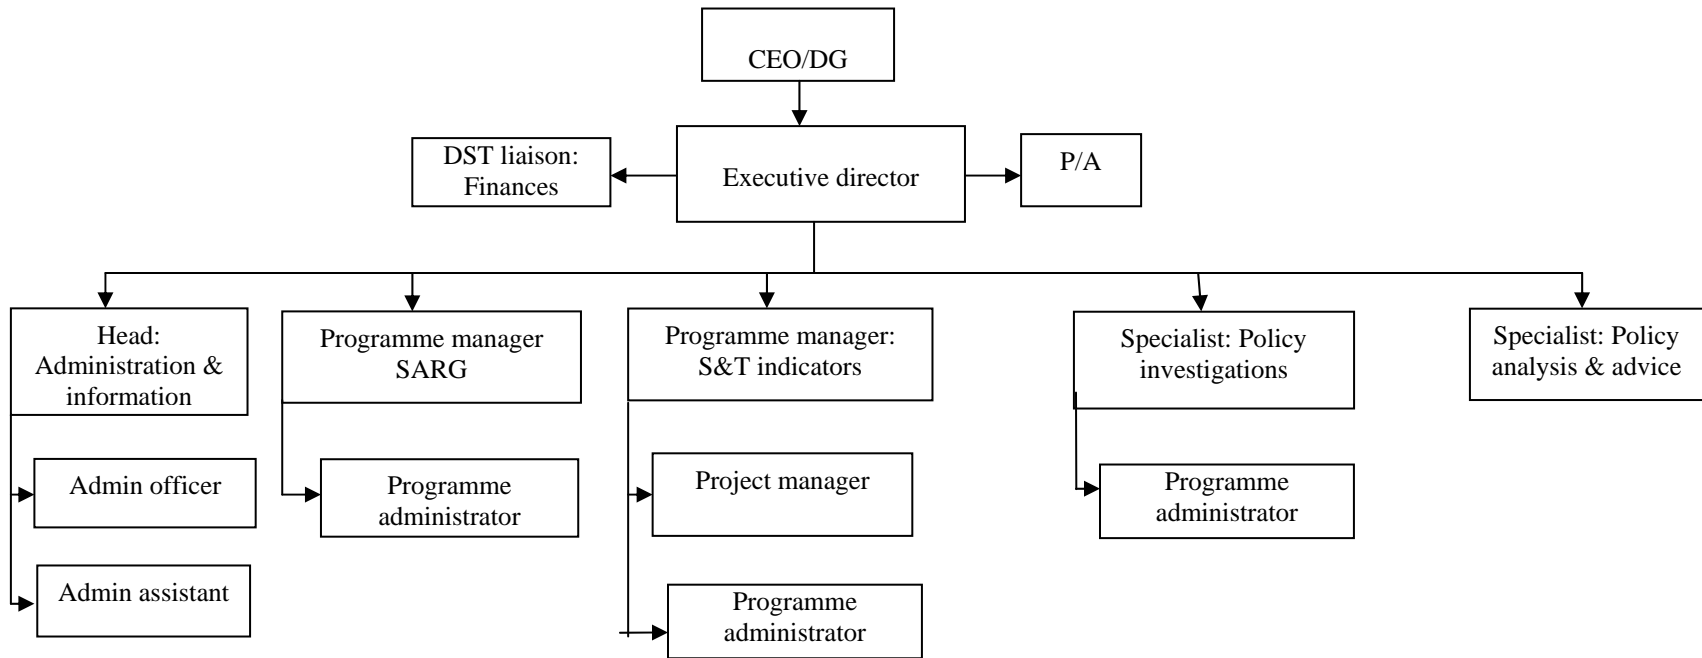 CEO/DG
DST liaison:
Finances
Executive director
P/A
Head:
Administration &
information
Programme manager
SARG
Programme manager:
S&T indicators
Specialist: Policy
investigations
Specialist: Policy
analysis & advice
Admin officer
Programme
administrator
Project manager
Programme
administrator
Admin assistant
Programme
administrator